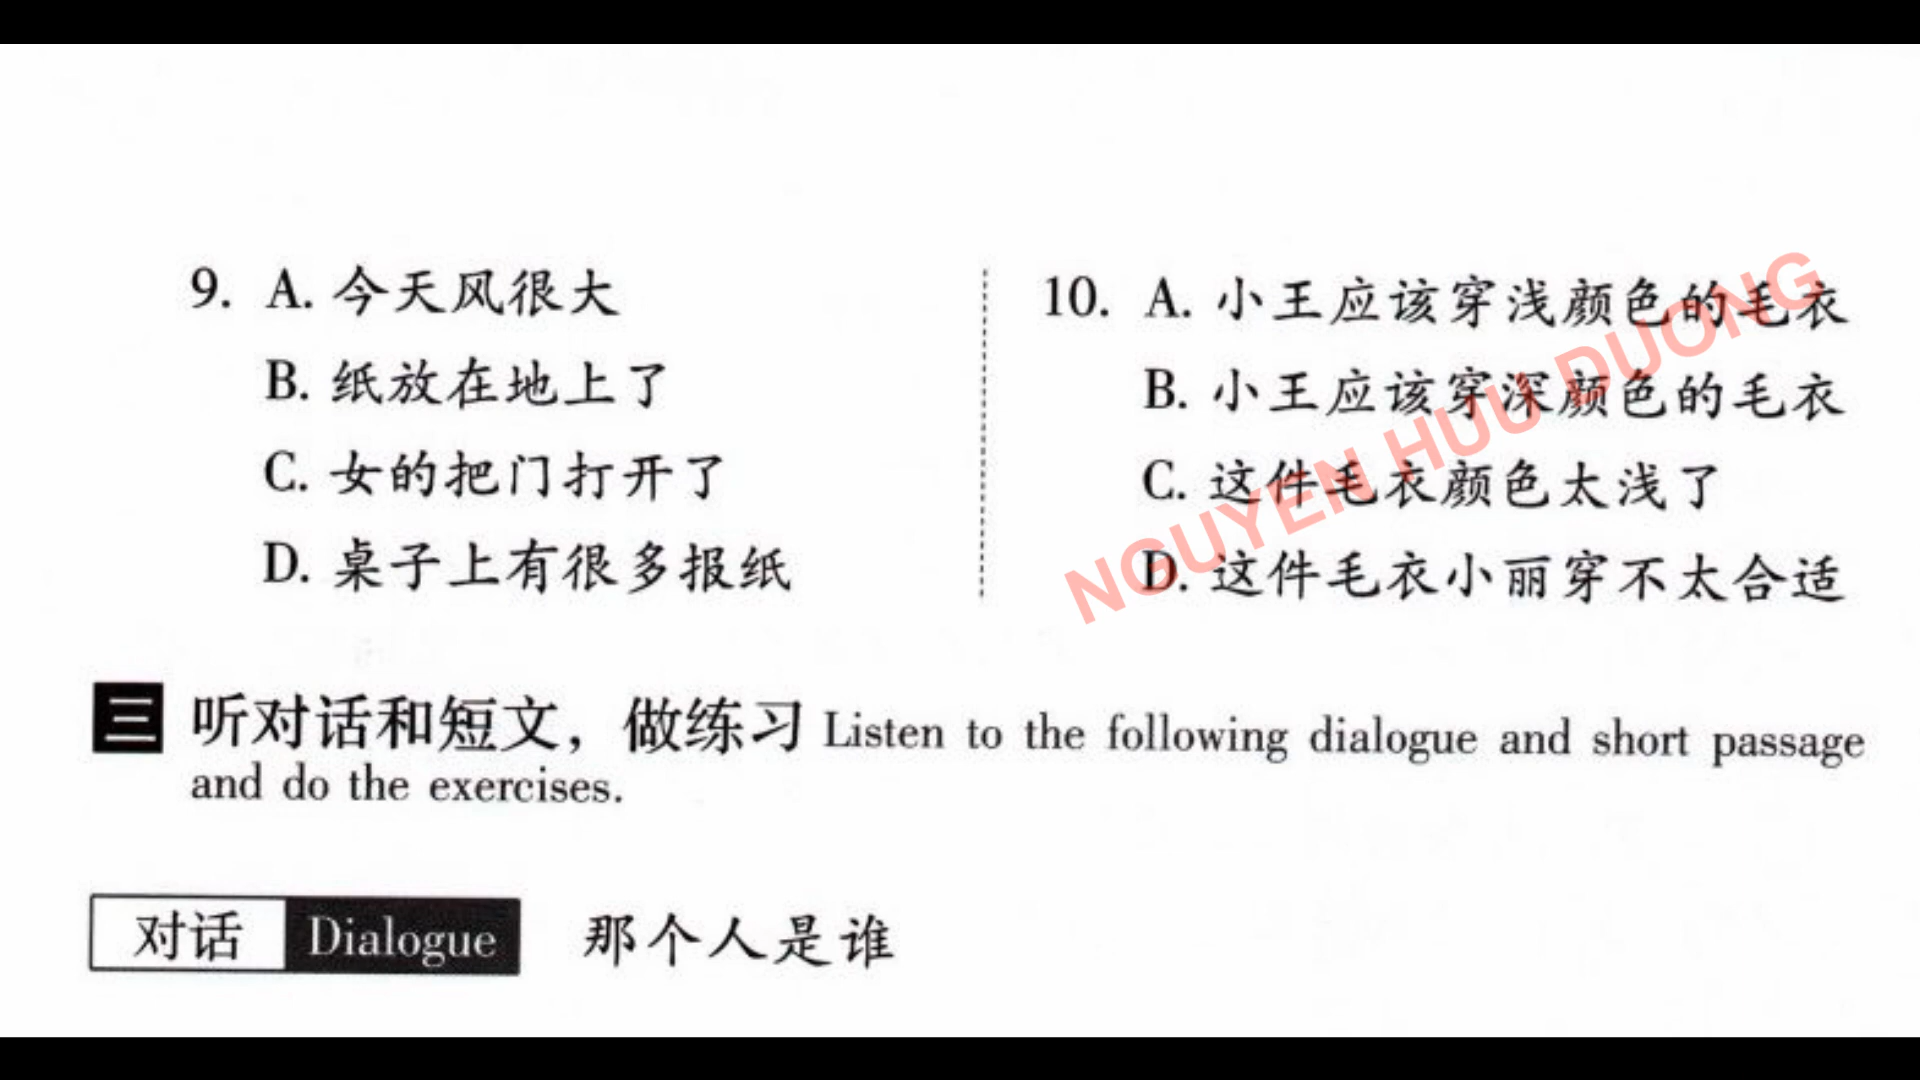 9. A. 今天风很大
B. 纸放在地上了
C. 女的把门打开了
D. 桌子上有很多报纸
10. A. 小王应该穿浅颜色的毛衣
B. 小王应该穿深颜色的毛衣
C. 这件毛衣颜色太浅了
D. 这件毛衣小丽穿不太合适
NGUYEN HUU DUONG
三 听对话和短文，做练习 Listen to the following dialogue and short passage
and do the exercises.
对话 Dialogue 那个人是谁